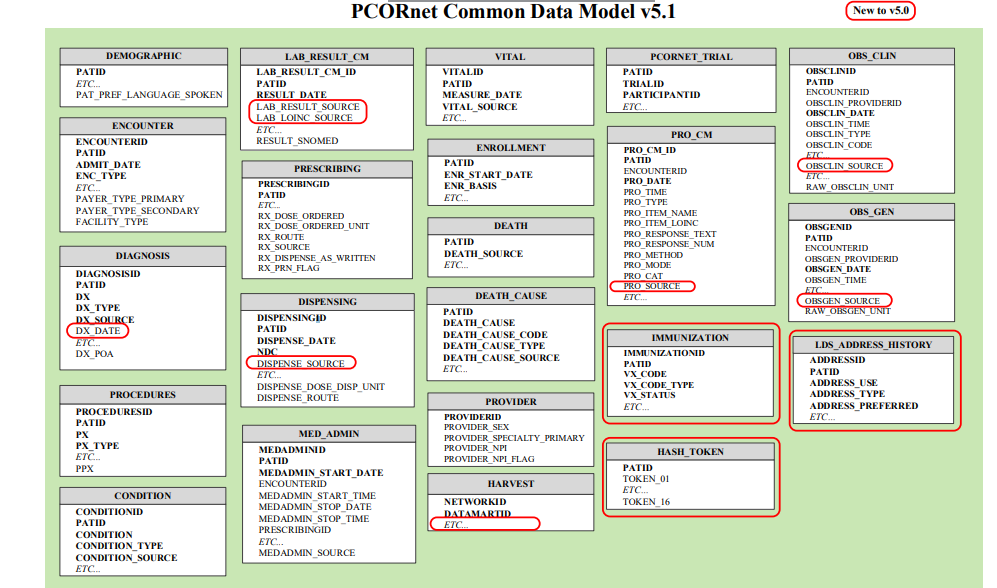 PCORnet Common Data Model v5.1
New to v5.0
DEMOGRAPHIC
PATID
ETC...
PAT_PREF_LANGUAGE_SPOKEN
ENCOUNTER
ENCOUNTERID
PATID
ADMIT_DATE
ENC_TYPE
ETC...
PAYER_TYPE_PRIMARY
PAYER_TYPE_SECONDARY
FACILITY_TYPE
DIAGNOSIS
DIAGNOSISID
PATID
DX
DX_TYPE
DX_SOURCE
DX_DATE
ETC...
DX_POA
PROCEDURES
PROCEDURESID
PATID
PX
PX_TYPE
ETC...
PPX
CONDITION
CONDITIONID
PATID
CONDITION
CONDITION_TYPE
CONDITION_SOURCE
ETC...
LAB_RESULT_CM
LAB_RESULT_CM_ID
PATID
RESULT_DATE
LAB_RESULT_SOURCE
LAB_LOINC_SOURCE
ETC...
RESULT_SNOMED
PRESCRIBING
PRESCRIBINGID
PATID
ETC...
RX_DOSE_ORDERED
RX_DOSE_ORDERED_UNIT
RX_ROUTE
RX_SOURCE
RX_DISPENSE_AS_WRITTEN
RX_PRN_FLAG
DISPENSING
DISPENSINGID
PATID
DISPENSE_DATE
NDC
DISPENSE_SOURCE
ETC...
DISPENSE_DOSE_DISP_UNIT
DISPENSE_ROUTE
MED_ADMIN
MEDADMINID
PATID
MEDADMIN_START_DATE
ENCOUNTERID
MEDADMIN_START_TIME
MEDADMIN_STOP_DATE
MEDADMIN_STOP_TIME
PRESCRIBINGID
ETC...
MEDADMIN_SOURCE
VITAL
VITALID
PATID
MEASURE_DATE
VITAL_SOURCE
ETC...
ENROLLMENT
PATID
ENR_START_DATE
ENR_BASIS
ETC...
DEATH
PATID
DEATH_SOURCE
ETC...
DEATH_CAUSE
PATID
DEATH_CAUSE
DEATH_CAUSE_CODE
DEATH_CAUSE_TYPE
DEATH_CAUSE_SOURCE
ETC...
PROVIDER
PROVIDERID
PROVIDER_SEX
PROVIDER_SPECIALTY_PRIMARY
PROVIDER_NPI
PROVIDER_NPI_FLAG
HARVEST
NETWORKID
DATAMARTID
ETC...
PCORNET_TRIAL
PATID
TRIALID
PARTICIPANTID
ETC...
PRO_CM
PRO_CM_ID
PATID
ENCOUNTERID
PRO_DATE
PRO_TIME
PRO_TYPE
PRO_ITEM_NAME
PRO_ITEM_LOINC
PRO_RESPONSE_TEXT
PRO_RESPONSE_NUM
PRO_METHOD
PRO_MODE
PRO_CAT
PRO_SOURCE
ETC...
IMMUNIZATION
IMMUNIZATIONID
PATID
VX_CODE
VX_CODE_TYPE
VX_STATUS
ETC...
HASH_TOKEN
PATID
TOKEN_01
ETC...
TOKEN_16
OBS_CLIN
OBSCLINID
PATID
ENCOUNTERID
OBSCLIN_PROVIDERID
OBSCLIN_DATE
OBSCLIN_TIME
OBSCLIN_TYPE
OBSCLIN_CODE
ETC...
OBSCLIN_SOURCE
ETC...
RAW_OBSCLIN_UNIT
OBS_GEN
OBSGENID
PATID
ENCOUNTERID
OBSGEN_PROVIDERID
OBSGEN_DATE
OBSGEN_TIME
ETC...
OBSGEN_SOURCE
RAW_OBSGEN_UNIT
LDS_ADDRESS_HISTORY
ADDRESSID
PATID
ADDRESS_USE
ADDRESS_TYPE
ADDRESS_PREFERRED
ETC...